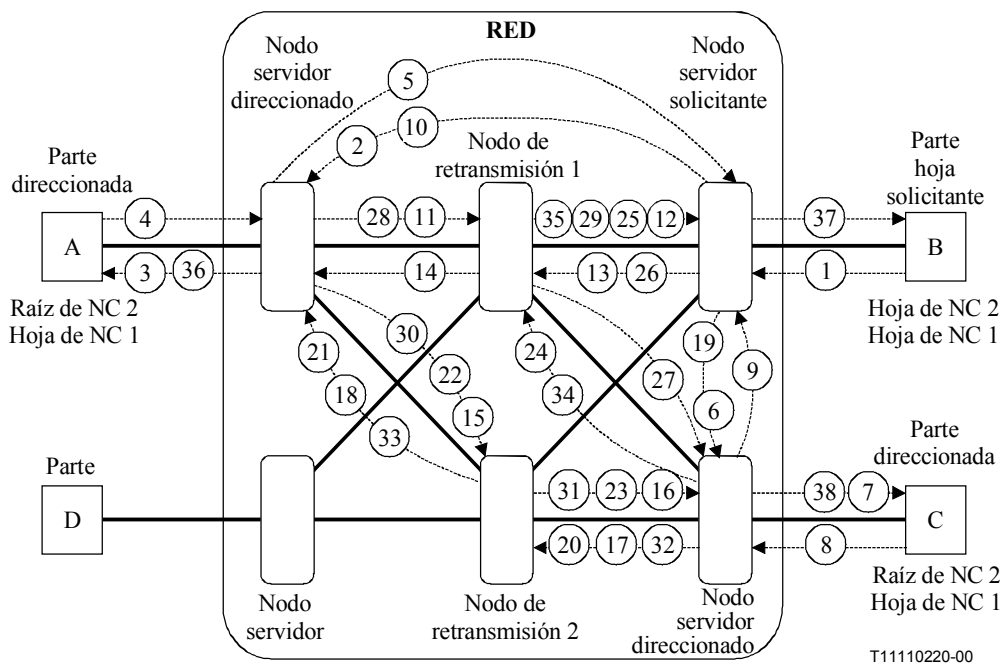 RED
Nodo
servidor
direccionado
Nodo
servidor
solicitante
5
2
10
Nodo de
retransmisión 1
Parte
direccionada
Parte
hoja
solicitante
4
28
11
35
29
25
12
37
A
B
3
36
14
13
26
1
Raíz de NC 2
Hoja de NC 1
Hoja de NC 2
Hoja de NC 1
30
21
24
19
9
22
27
18
34
15
6
33
Parte
Parte
direccionada
31
23
16
38
7
D
C
20
17
32
8
Raíz de NC 2
Hoja de NC 1
Nodo
servidor
Nodo de
retransmisión 2
Nodo
servidor
direccionado
T11110220-00